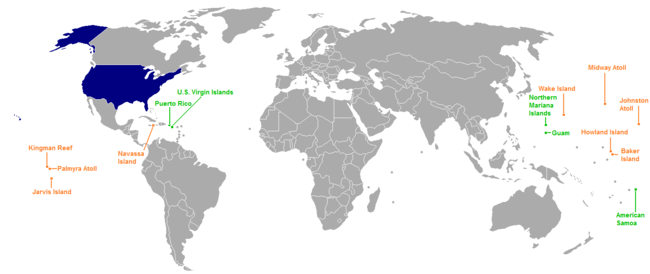 U.S. Virgin Islands
Puerto Rico
Navassa
Island
Kingman Reef
Palmyra Atoll
Jarvis Island
Midway Atoll
Wake Island
Northern
Mariana
Islands
Guam
Johnston
Atoll
Howland Island
Baker
Island
American
Samoa